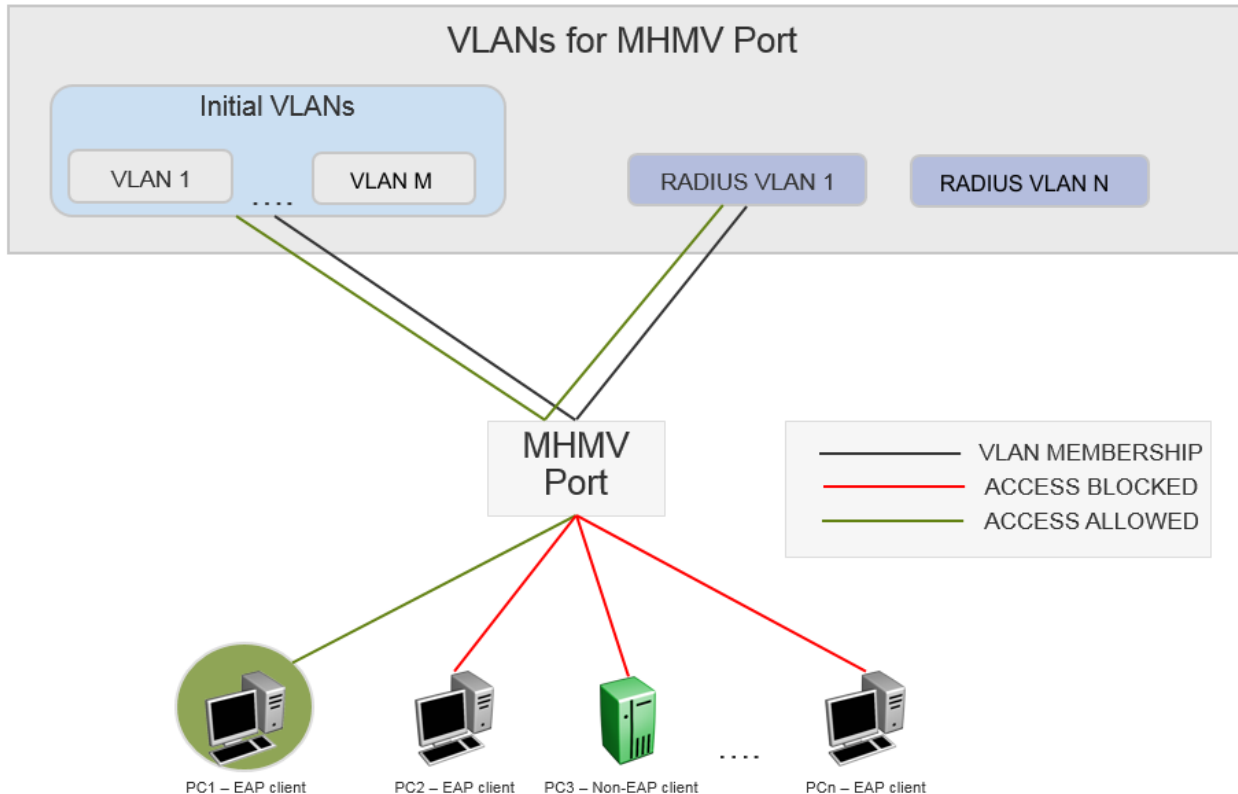 VLANs for MHMV Port
Initial VLANs
VLAN 1
....
VLAN M
RADIUS VLAN 1
RADIUS VLAN N
MHMV
Port
VLAN MEMBERSHIP
ACCESS BLOCKED
ACCESS ALLOWED
....
PC1 – EAP client
PC2 – EAP client
PC3 – Non-EAP client
PCn – EAP client